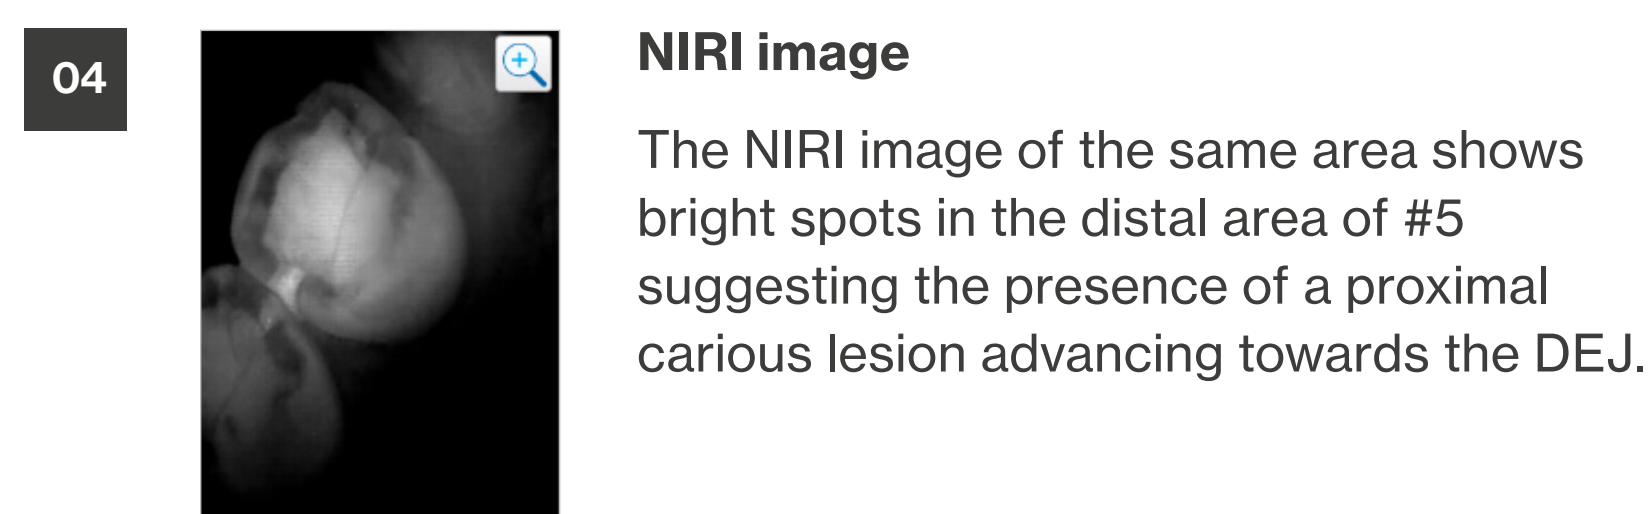 04
NIRI image
The NIRI image of the same area shows
bright spots in the distal area of #5
suggesting the presence of a proximal
carious lesion advancing towards the DEJ.